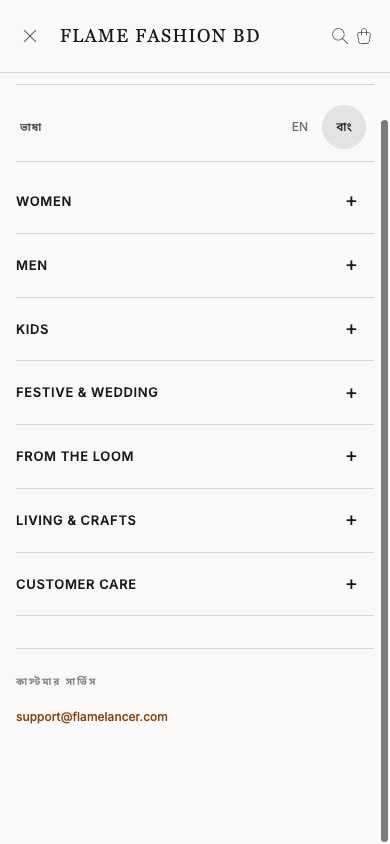 FLAME FASHION BD
ভাষা EN বাং
WOMEN +
MEN +
KIDS +
FESTIVE & WEDDING +
FROM THE LOOM +
LIVING & CRAFTS +
CUSTOMER CARE +
কাস্টমার সার্ভিস
support@flamelancer.com